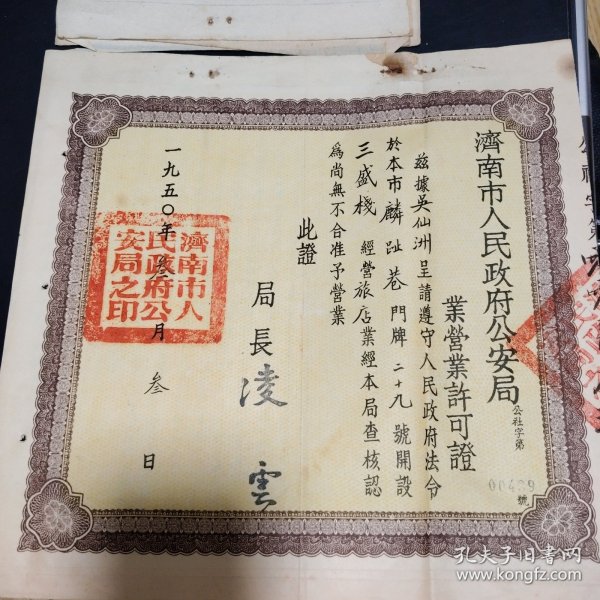 濟南市人民政府公安局
業營業許可證
公社字第
00429
號
茲據吳仙洲呈請遵守人民政府法令
於本市麟趾巷門牌二十九號開設
三盛棧經營旅店業經本局查核認
為尚無不合准予營業
此證
局長凌雲
一九五〇年叁月叁日
濟南市人
民政府公
安局之印
孔夫子旧书网
www.kongfz.com